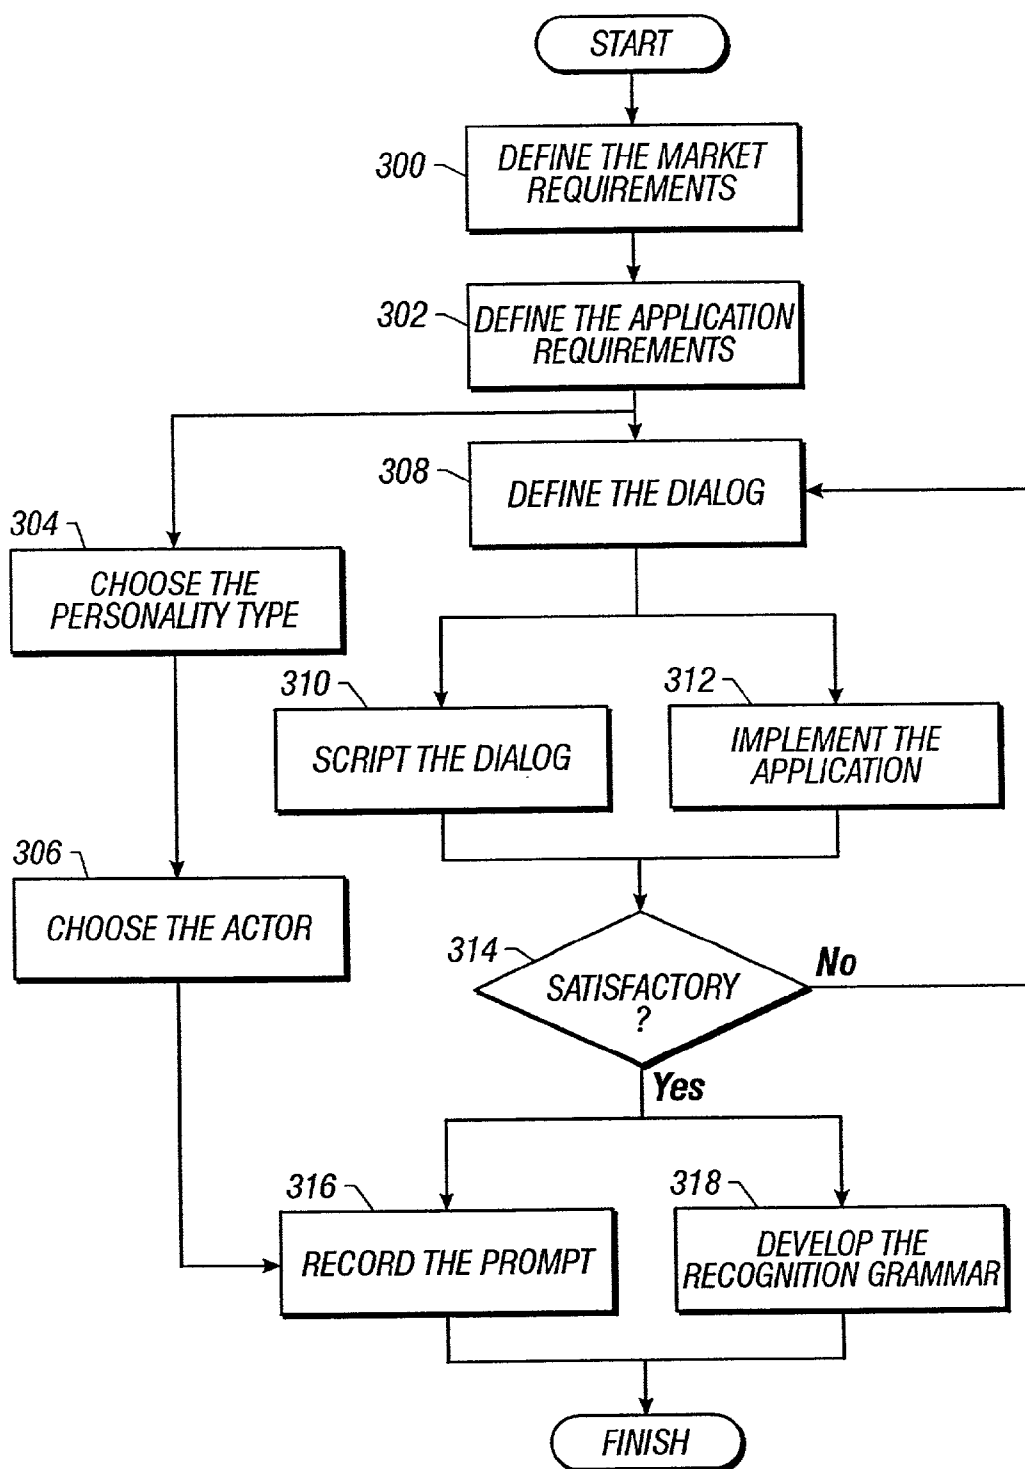 START
300
DEFINE THE MARKET
REQUIREMENTS
302
DEFINE THE APPLICATION
REQUIREMENTS
308
DEFINE THE DIALOG
304
CHOOSE THE
PERSONALITY TYPE
310
SCRIPT THE DIALOG
312
IMPLEMENT THE
APPLICATION
306
CHOOSE THE ACTOR
314
SATISFACTORY
?
No
Yes
316
RECORD THE PROMPT
318
DEVELOP THE
RECOGNITION GRAMMAR
FINISH